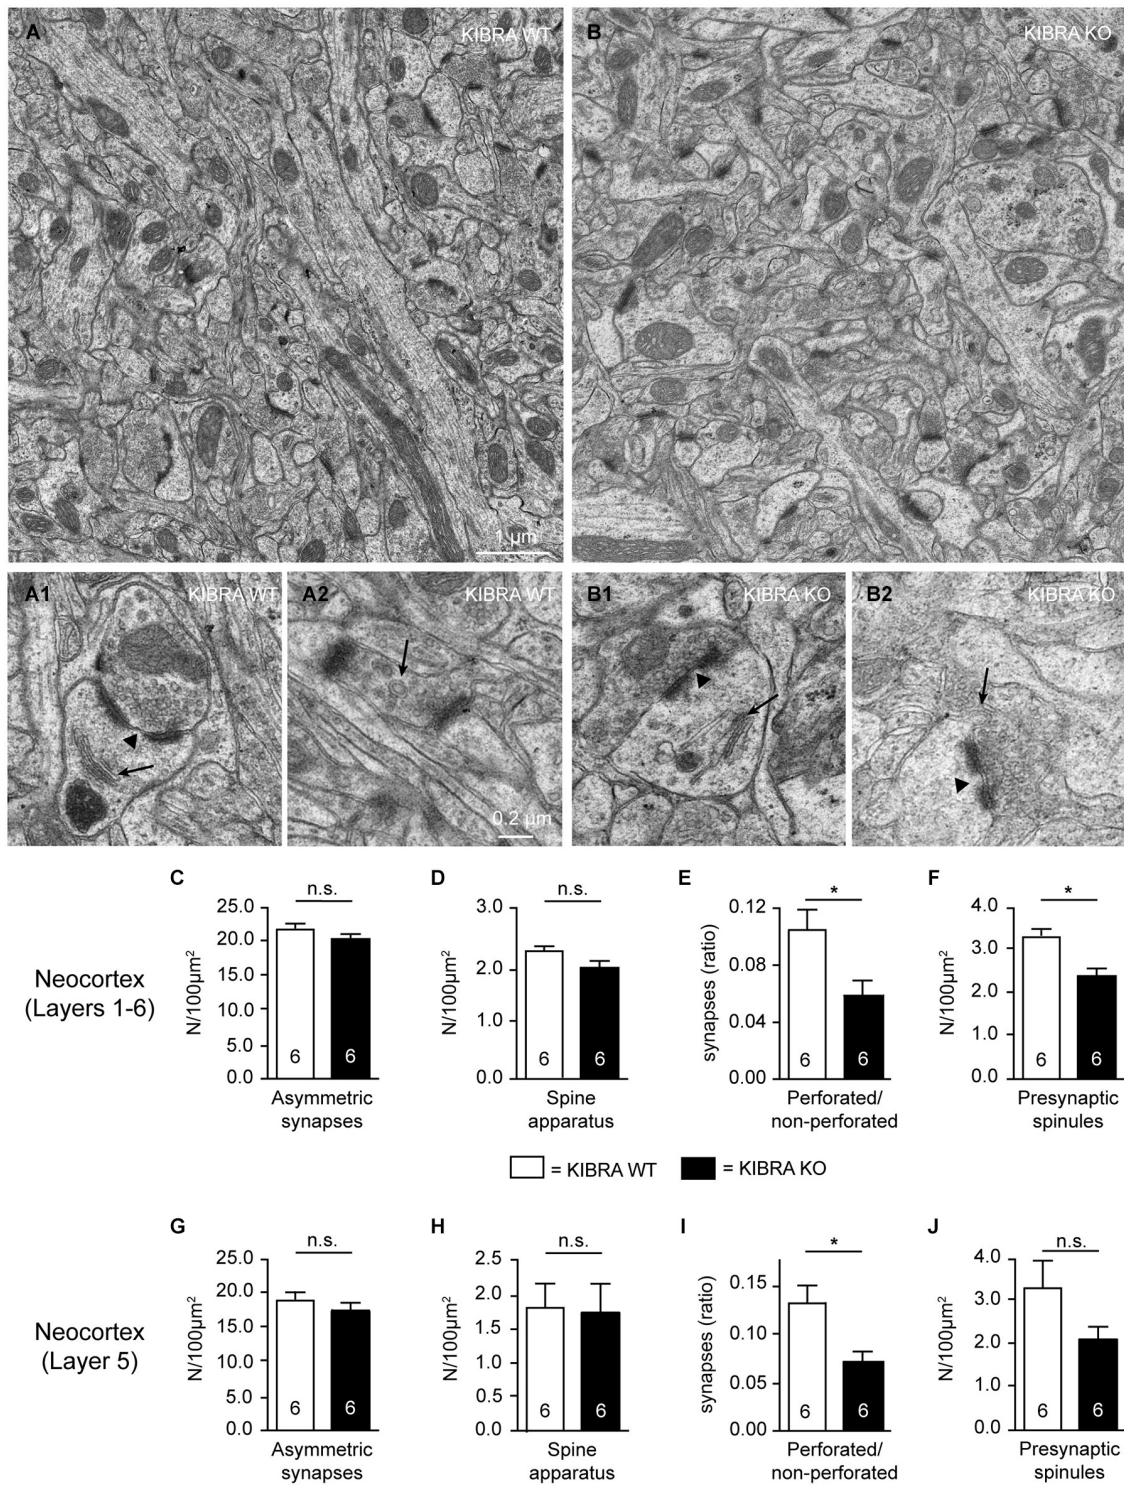 A
KIBRA WT
1 µm
B
KIBRA KO
A1
KIBRA WT
A2
KIBRA WT
0.2 µm
B1
KIBRA KO
B2
KIBRA KO
Neocortex
(Layers 1-6)
C
n.s.
N/100µm²
25.0
20.0
15.0
10.0
5.0
0.0
6
6
Asymmetric
synapses
D
n.s.
N/100µm²
3.0
2.0
1.0
0.0
6
6
Spine
apparatus
E
*
synapses (ratio)
0.12
0.08
0.04
0.00
6
6
Perforated/
non-perforated
F
*
N/100µm²
4.0
3.0
2.0
1.0
0.0
6
6
Presynaptic
spinules
= KIBRA WT
= KIBRA KO
Neocortex
(Layer 5)
G
n.s.
N/100µm²
25.0
20.0
15.0
10.0
5.0
0.0
6
6
Asymmetric
synapses
H
n.s.
N/100µm²
2.5
2.0
1.5
1.0
0.5
0.0
6
6
Spine
apparatus
I
*
synapses (ratio)
0.15
0.10
0.05
0.00
6
6
Perforated/
non-perforated
J
n.s.
N/100µm²
4.0
3.0
2.0
1.0
0.0
6
6
Presynaptic
spinules